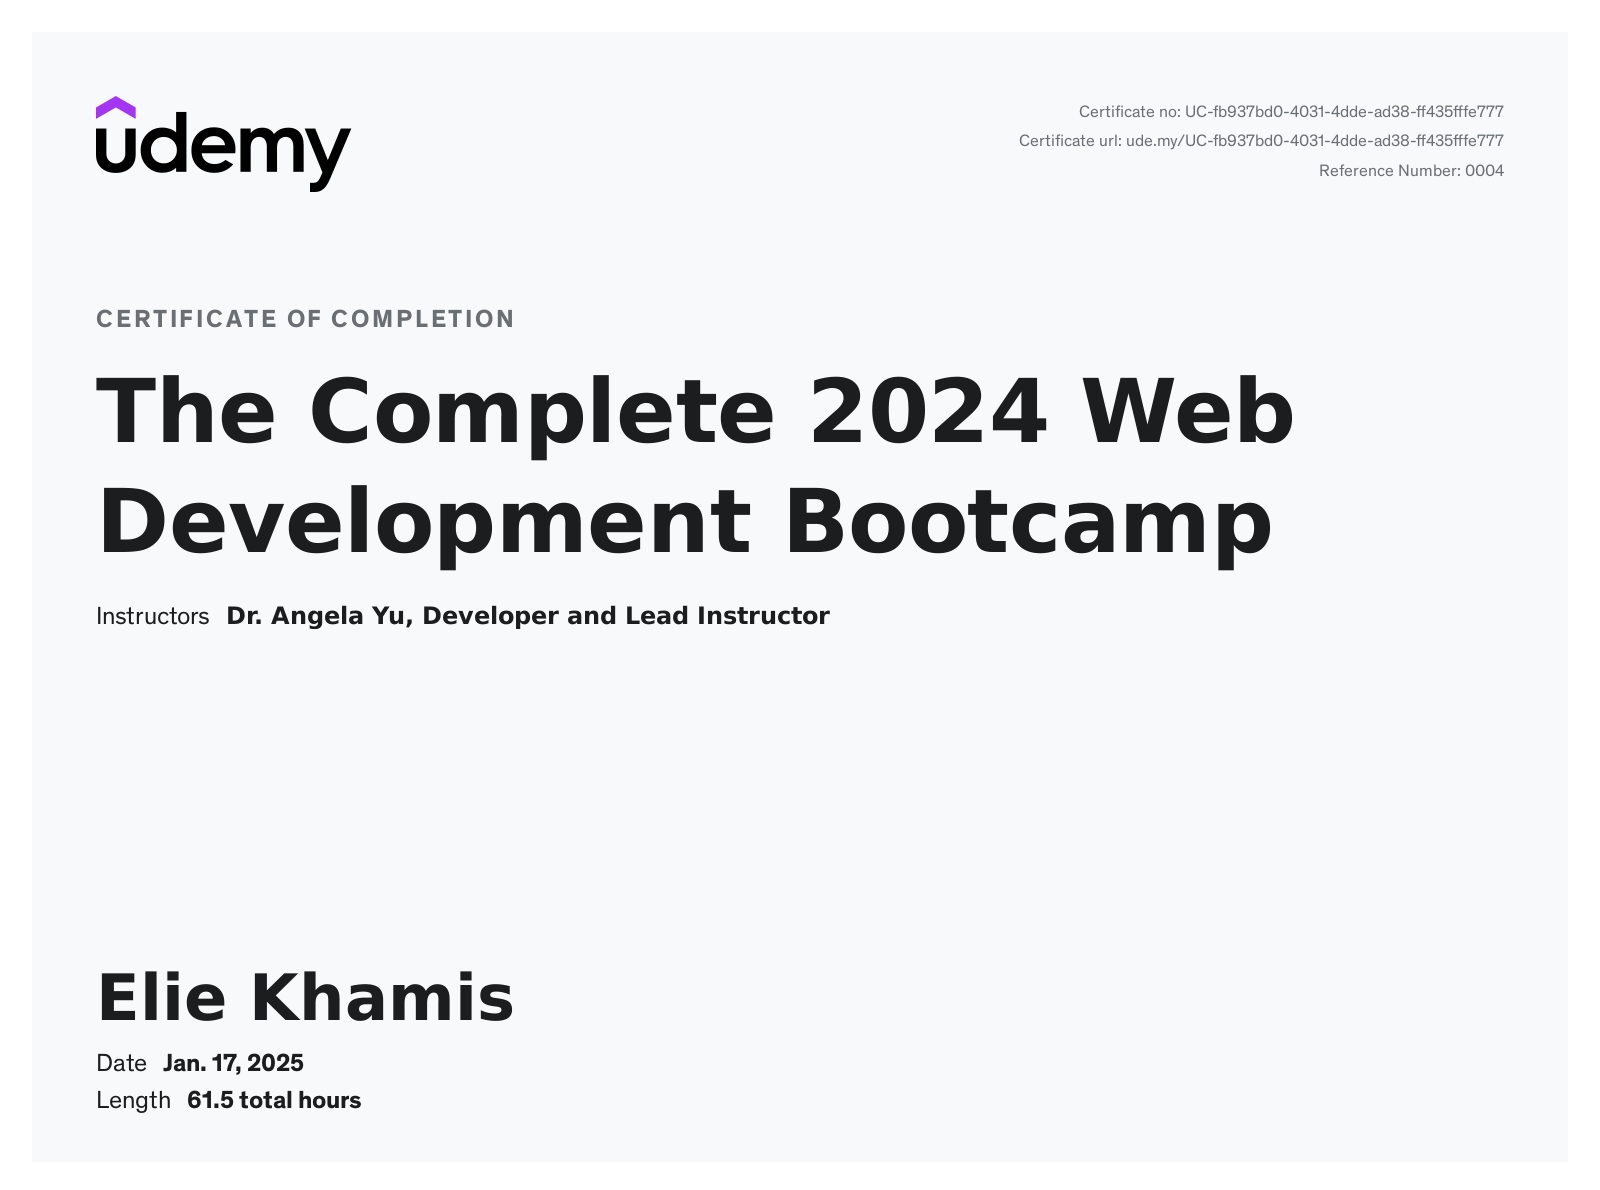 udemy
Certificate no: UC-fb937bd0-4031-4dde-ad38-ff435fffe777
Certificate url: ude.my/UC-fb937bd0-4031-4dde-ad38-ff435fffe777
Reference Number: 0004
CERTIFICATE OF COMPLETION
The Complete 2024 Web
Development Bootcamp
Instructors Dr. Angela Yu, Developer and Lead Instructor
Elie Khamis
Date Jan. 17, 2025
Length 61.5 total hours